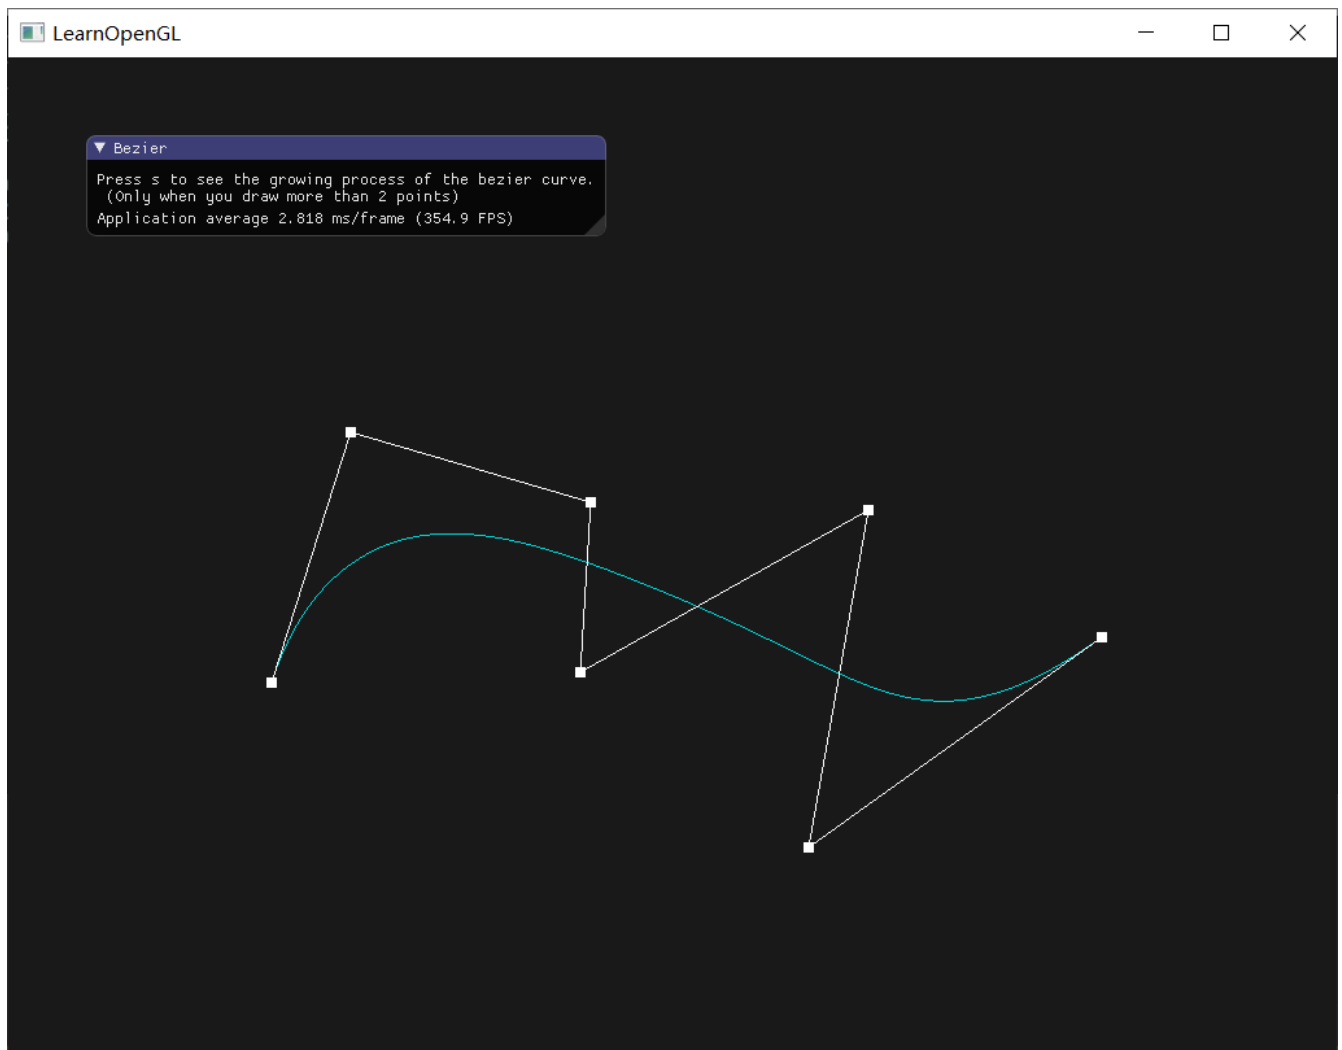 LearnOpenGL
Bezier
Press s to see the growing process of the bezier curve.
(Only when you draw more than 2 points)
Application average 2.818 ms/frame (354.9 FPS)